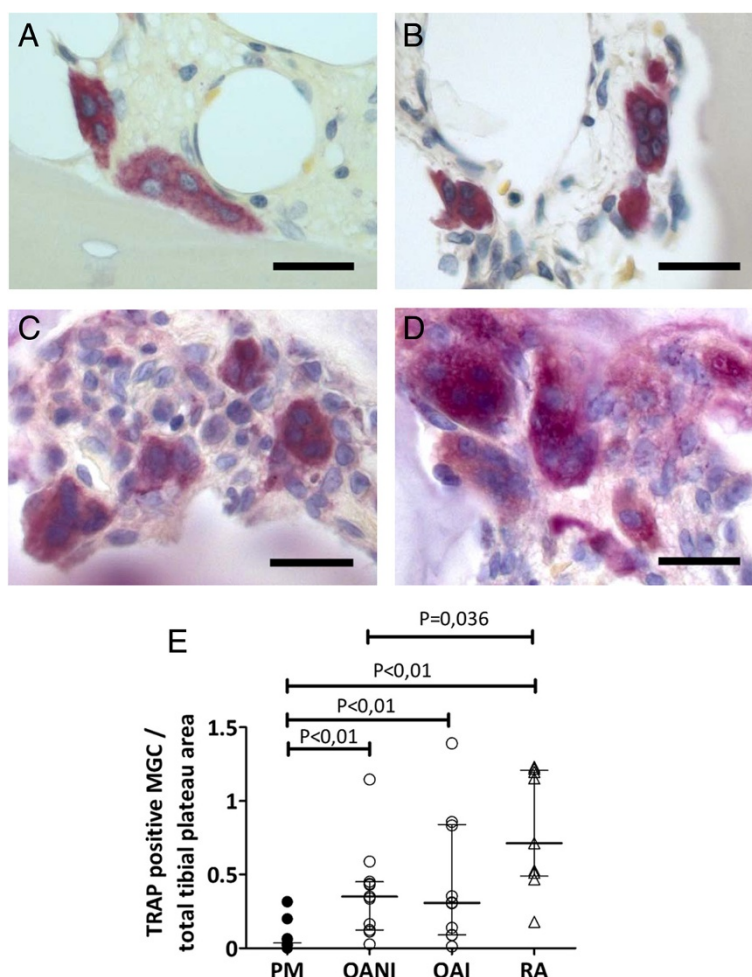 A
B
C
D
E
P=0,036
P<0,01
P<0,01
P<0,01
TRAP positive MGC /
total tibial plateau area
1.5
1
0.5
0
PM OANI OAI RA